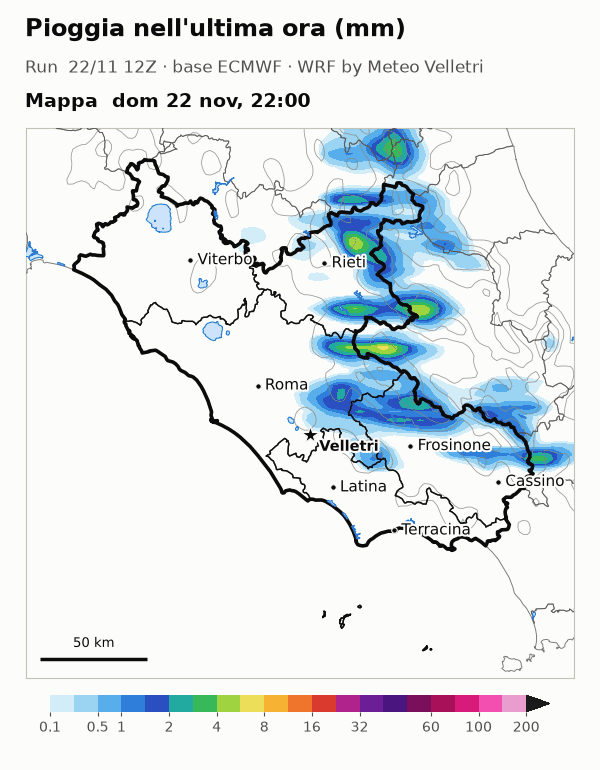 Pioggia nell'ultima ora (mm)
Run 22/11 12Z · base ECMWF · WRF by Meteo Velletri
Mappa dom 22 nov, 22:00
Viterbo
Rieti
Roma
Velletri
Frosinone
Latina
Cassino
Terracina
50 km
0.1 0.5 1 2 4 8 16 32 60 100 200